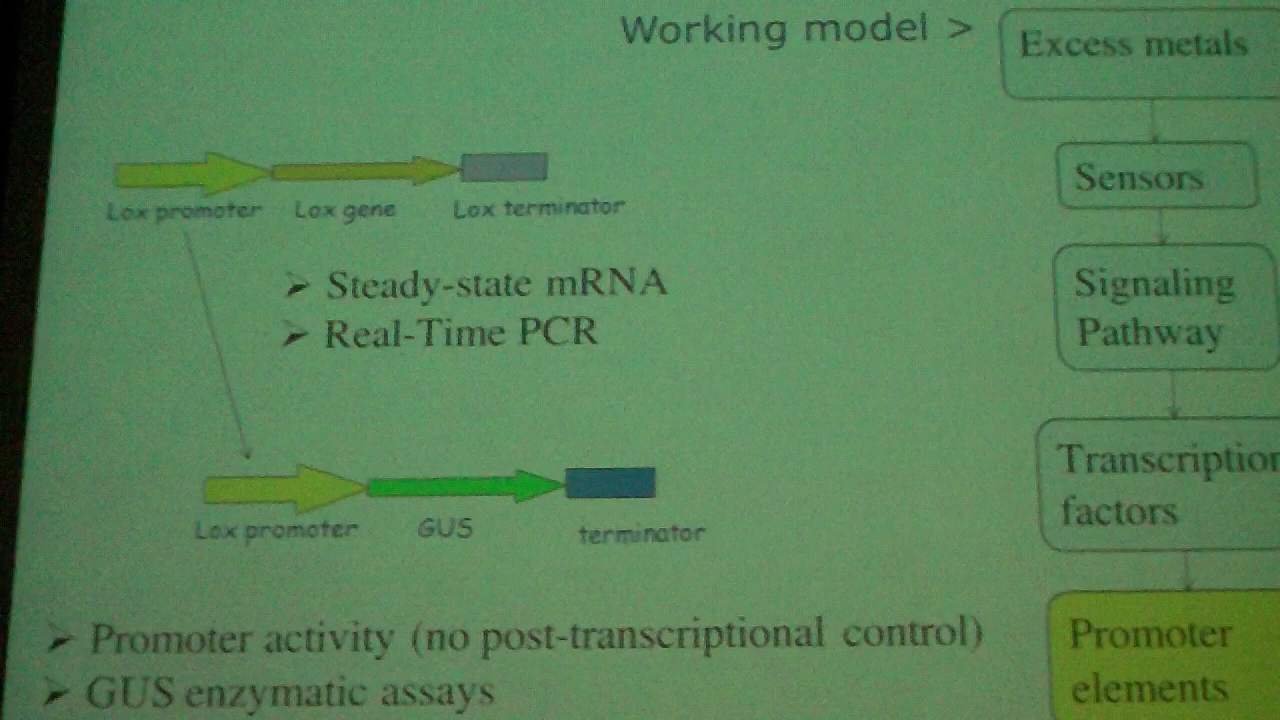 Working model >
Excess metals
Sensors
Signaling
Pathway
Transcription
factors
Promoter
elements
Lox promoter Lox gene Lox terminator
➢ Steady-state mRNA
➢ Real-Time PCR
Lox promoter GUS terminator
➢ Promoter activity (no post-transcriptional control)
➢ GUS enzymatic assays